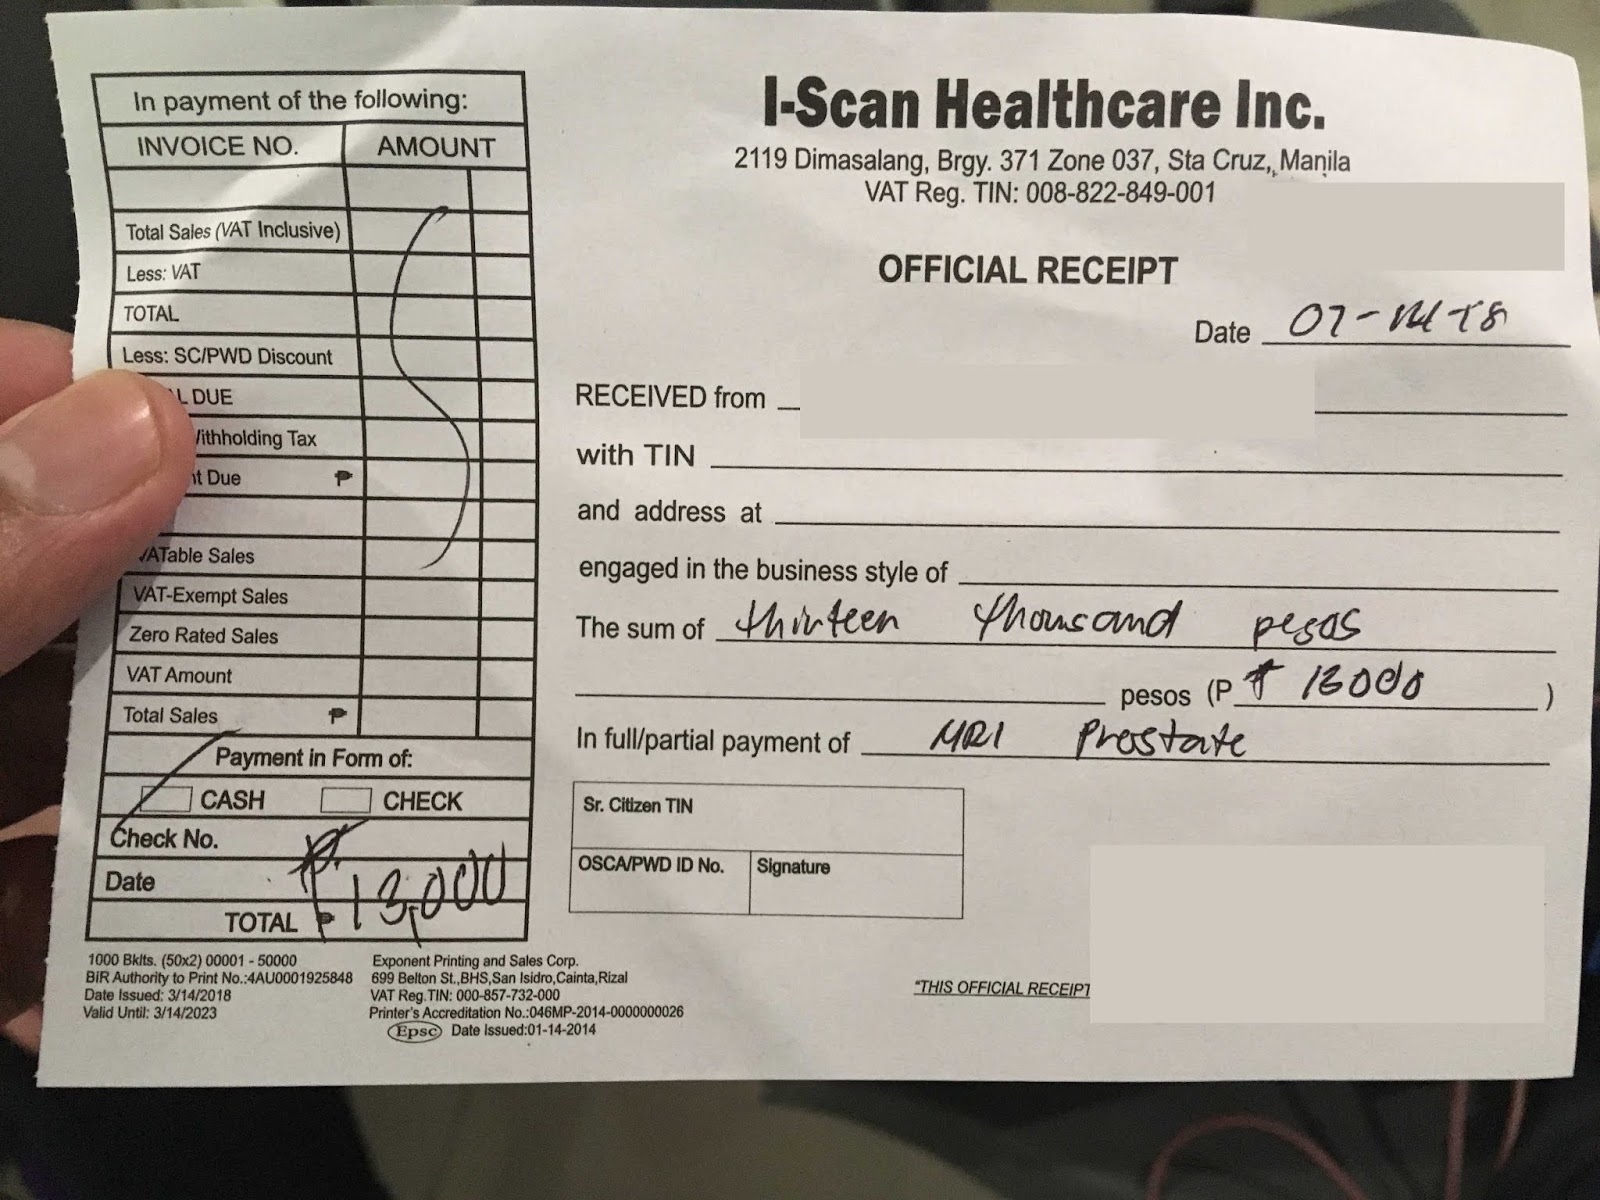 In payment of the following:
INVOICE NO. AMOUNT
Total Sales (VAT Inclusive)
Less: VAT
TOTAL
Less: SC/PWD Discount
L DUE
ithholding Tax
t Due ₱
VATable Sales
VAT-Exempt Sales
Zero Rated Sales
VAT Amount
Total Sales ₱
Payment in Form of:
CASH CHECK
Check No.
Date
TOTAL ₱ 13,000
1000 Bklts. (50x2) 00001 - 50000
BIR Authority to Print No.:4AU0001925848
Date Issued: 3/14/2018
Valid Until: 3/14/2023
Exponent Printing and Sales Corp.
699 Belton St.,BHS,San Isidro,Cainta,Rizal
VAT Reg.TIN: 000-857-732-000
Printer's Accreditation No.:046MP-2014-0000000026
Epsc Date Issued:01-14-2014
I-Scan Healthcare Inc.
2119 Dimasalang, Brgy. 371 Zone 037, Sta Cruz, Manila
VAT Reg. TIN: 008-822-849-001
OFFICIAL RECEIPT
Date
RECEIVED from
with TIN
and address at
engaged in the business style of
The sum of thirteen thousand pesos
pesos (P ₱ 13000 )
In full/partial payment of MRI Prostate
Sr. Citizen TIN
OSCA/PWD ID No. Signature
"THIS OFFICIAL RECEIPT